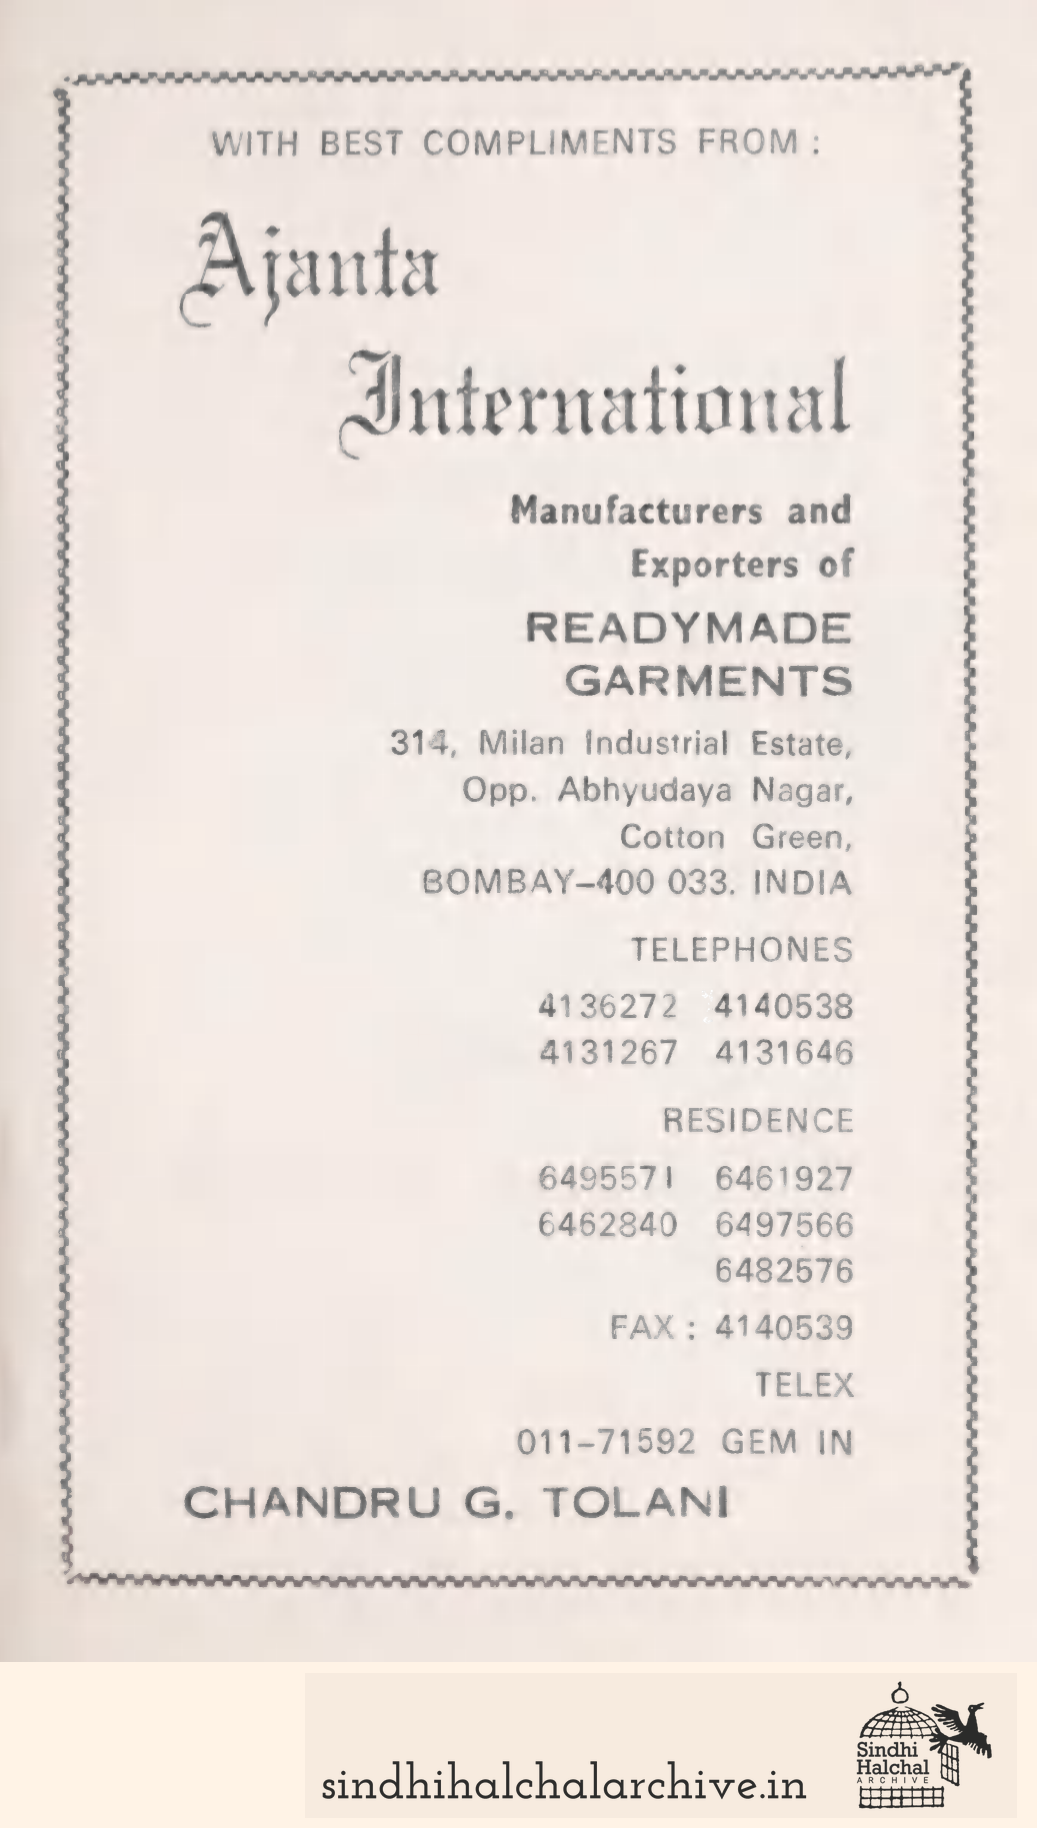 WITH BEST COMPLIMENTS FROM :
Ajanta
International
Manufacturers and
Exporters of
READYMADE
GARMENTS
314, Milan Industrial Estate,
Opp. Abhyudaya Nagar,
Cotton Green,
BOMBAY-400 033. INDIA
TELEPHONES
4136272 4140538
4131267 4131646
RESIDENCE
6495571 6461927
6462840 6497566
6482576
FAX : 4140539
TELEX
011-71592 GEM IN
CHANDRU G. TOLANI
sindhihalchalarchive.in
Sindhi
Halchal
ARCHIVE